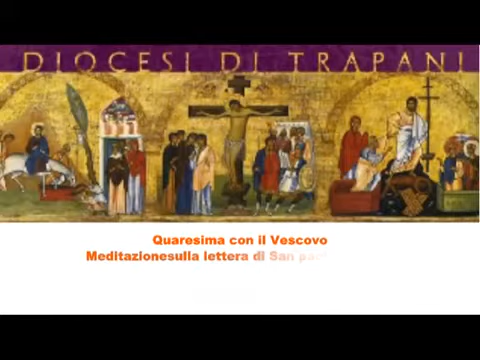 DIOCESI DI TRAPANI
Quaresima con il Vescovo
Meditazionesulla lettera di San